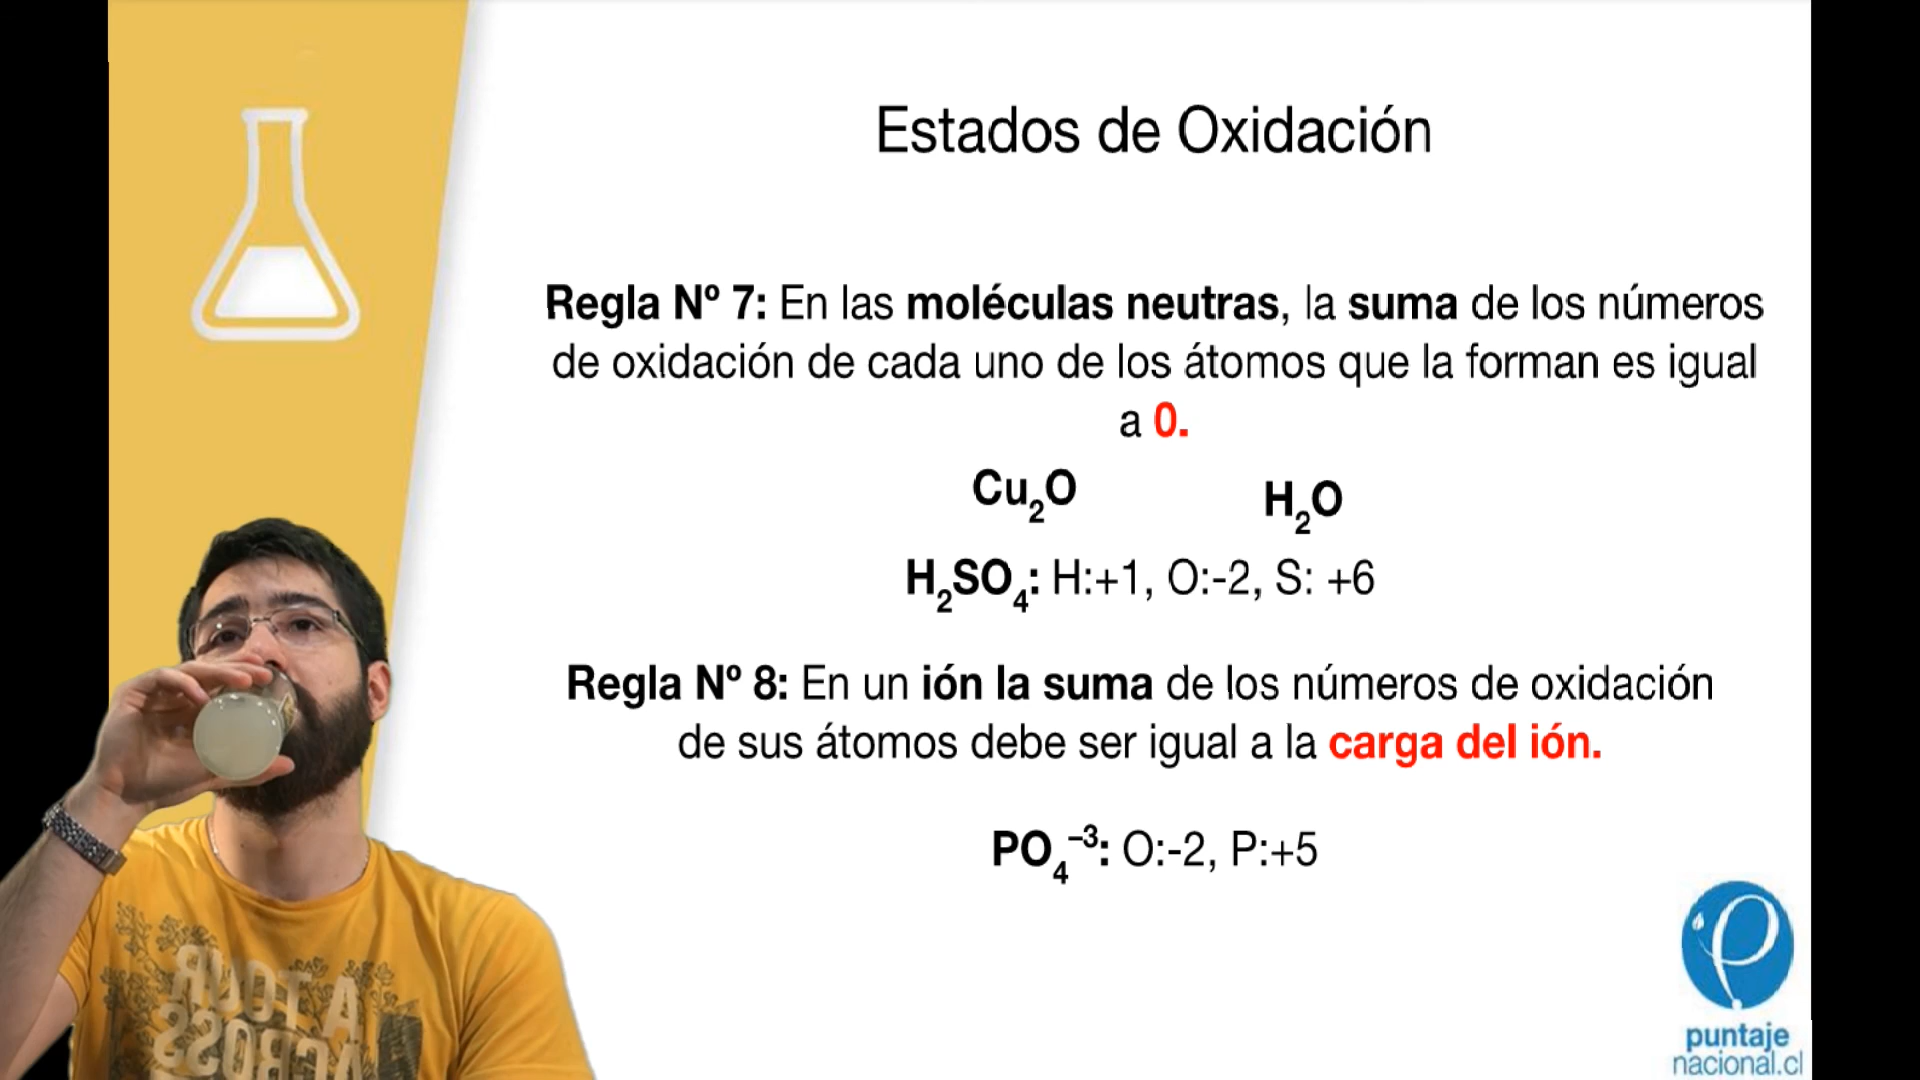 Estados de Oxidación
Regla Nº 7: En las moléculas neutras, la suma de los números
de oxidación de cada uno de los átomos que la forman es igual
a 0.
Cu₂O H₂O
H₂SO₄: H:+1, O:-2, S: +6
Regla Nº 8: En un ión la suma de los números de oxidación
de sus átomos debe ser igual a la carga del ión.
PO₄⁻³: O:-2, P:+5
A TOUR
ACROSS
puntaje
nacional.cl